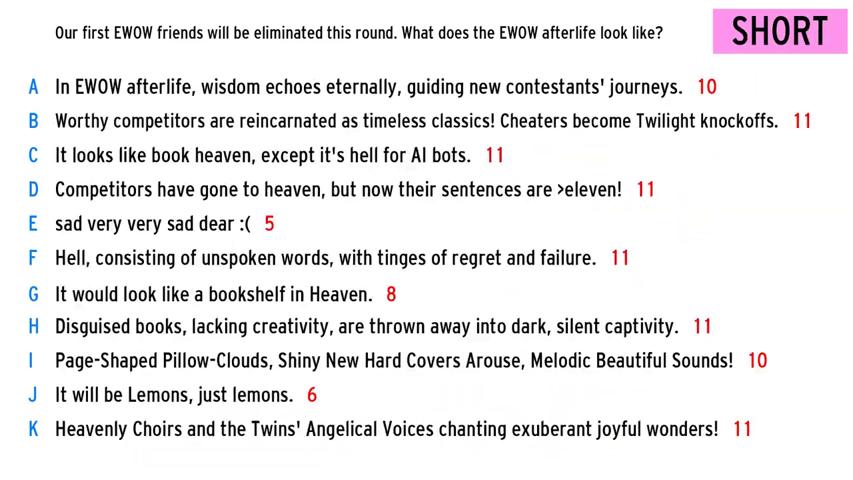 Our first EWOW friends will be eliminated this round. What does the EWOW afterlife look like?
SHORT
A In EWOW afterlife, wisdom echoes eternally, guiding new contestants' journeys. 10
B Worthy competitors are reincarnated as timeless classics! Cheaters become Twilight knockoffs. 11
C It looks like book heaven, except it's hell for AI bots. 11
D Competitors have gone to heaven, but now their sentences are >eleven! 11
E sad very very sad dear :( 5
F Hell, consisting of unspoken words, with tinges of regret and failure. 11
G It would look like a bookshelf in Heaven. 8
H Disguised books, lacking creativity, are thrown away into dark, silent captivity. 11
I Page-Shaped Pillow-Clouds, Shiny New Hard Covers Arouse, Melodic Beautiful Sounds! 10
J It will be Lemons, just lemons. 6
K Heavenly Choirs and the Twins' Angelical Voices chanting exuberant joyful wonders! 11